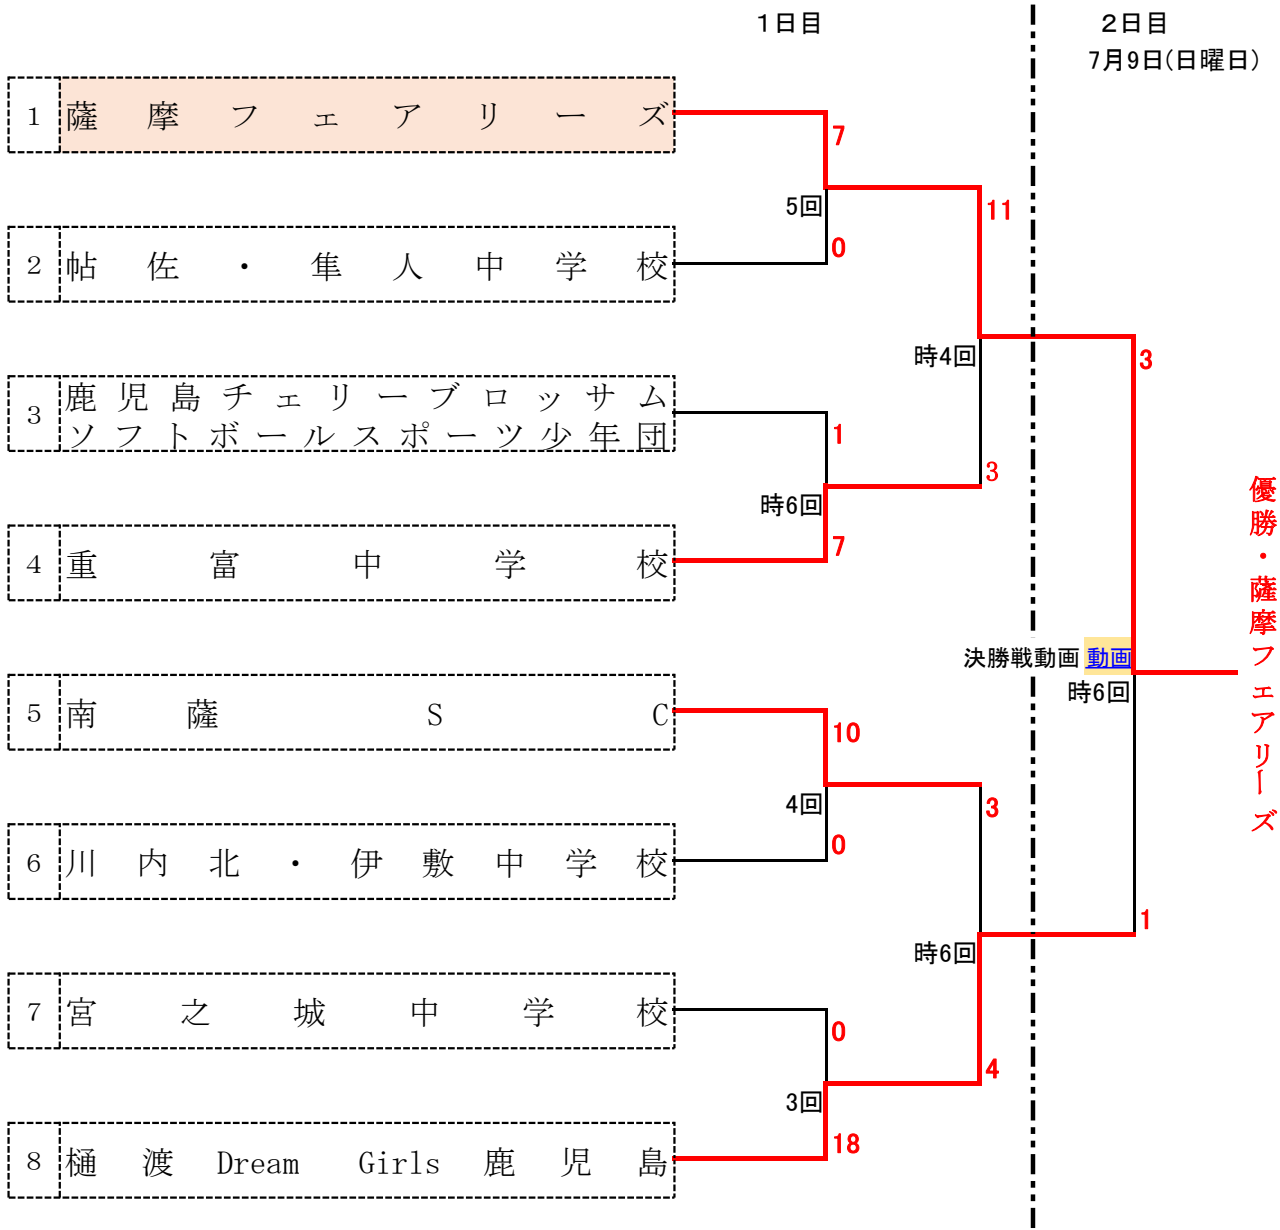 1日目
2日目
7月9日(日曜日)
1 薩摩フェアリーズ
7
5回
11
2 帖佐・隼人中学校
0
時4回
3
3 鹿児島チェリーブロッサム
ソフトボールスポーツ少年団
1
3
時6回
4 重富中学校
7
優勝・薩摩フェアリーズ
決勝戦動画 動画
時6回
5 南薩SC
10
4回
3
6 川内北・伊敷中学校
0
1
時6回
7 宮之城中学校
0
4
3回
8 樋渡 Dream Girls 鹿児島
18